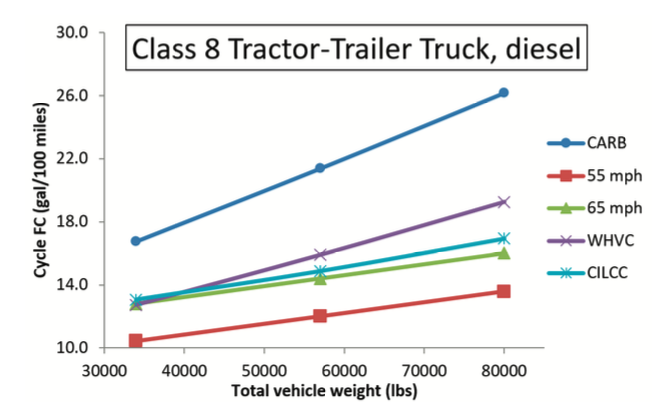 Class 8 Tractor-Trailer Truck, diesel
30.0
26.0
22.0
18.0
14.0
10.0
Cycle FC (gal/100 miles)
30000 40000 50000 60000 70000 80000
Total vehicle weight (lbs)
CARB
55 mph
65 mph
WHVC
CILCC